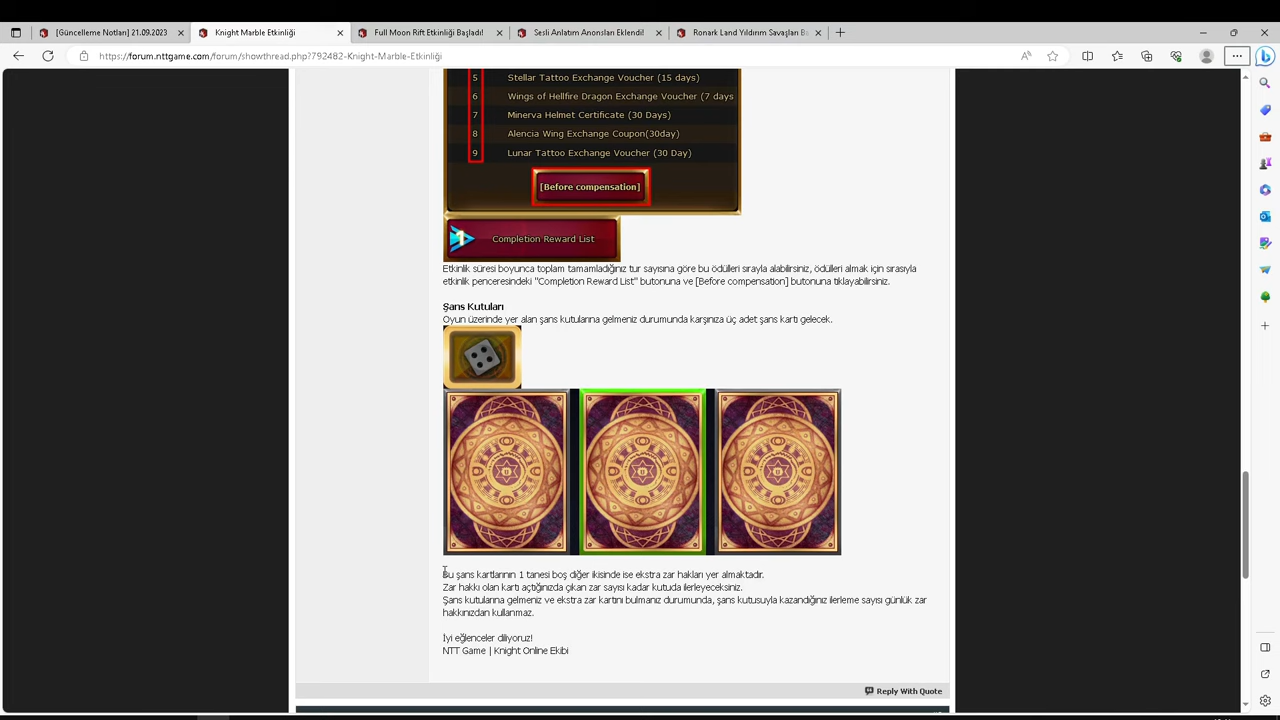 [Güncelleme Notları] 21.09.2023
Knight Marble Etkinliği
Full Moon Rift Etkinliği Başladı!
Sesli Anlatım Anonsları Eklendi!
Ronark Land Yıldırım Savaşları Ba
https://forum.nttgame.com/forum/showthread.php?792482-Knight-Marble-Etkinliği
5 Stellar Tattoo Exchange Voucher (15 days)
6 Wings of Hellfire Dragon Exchange Voucher (7 days
7 Minerva Helmet Certificate (30 Days)
8 Alencia Wing Exchange Coupon(30day)
9 Lunar Tattoo Exchange Voucher (30 Day)
[Before compensation]
1 Completion Reward List
Etkinlik süresi boyunca toplam tamamladığınız tur sayısına göre bu ödülleri sırayla alabilirsiniz, ödülleri almak için sırasıyla
etkinlik penceresindeki "Completion Reward List" butonuna ve [Before compensation] butonuna tıklayabilirsiniz.
Şans Kutuları
Oyun üzerinde yer alan şans kutularına gelmeniz durumunda karşınıza üç adet şans kartı gelecek.
Bu şans kartlarının 1 tanesi boş diğer ikisinde ise ekstra zar hakları yer almaktadır.
Zar hakkı olan kartı açtığınızda çıkan zar sayısı kadar kutuda ilerleyeceksiniz.
Şans kutularına gelmeniz ve ekstra zar kartını bulmanız durumunda, şans kutusuyla kazandığınız ilerleme sayısı günlük zar
hakkınızdan kullanmaz.
İyi eğlenceler diliyoruz!
NTT Game | Knight Online Ekibi
Reply With Quote